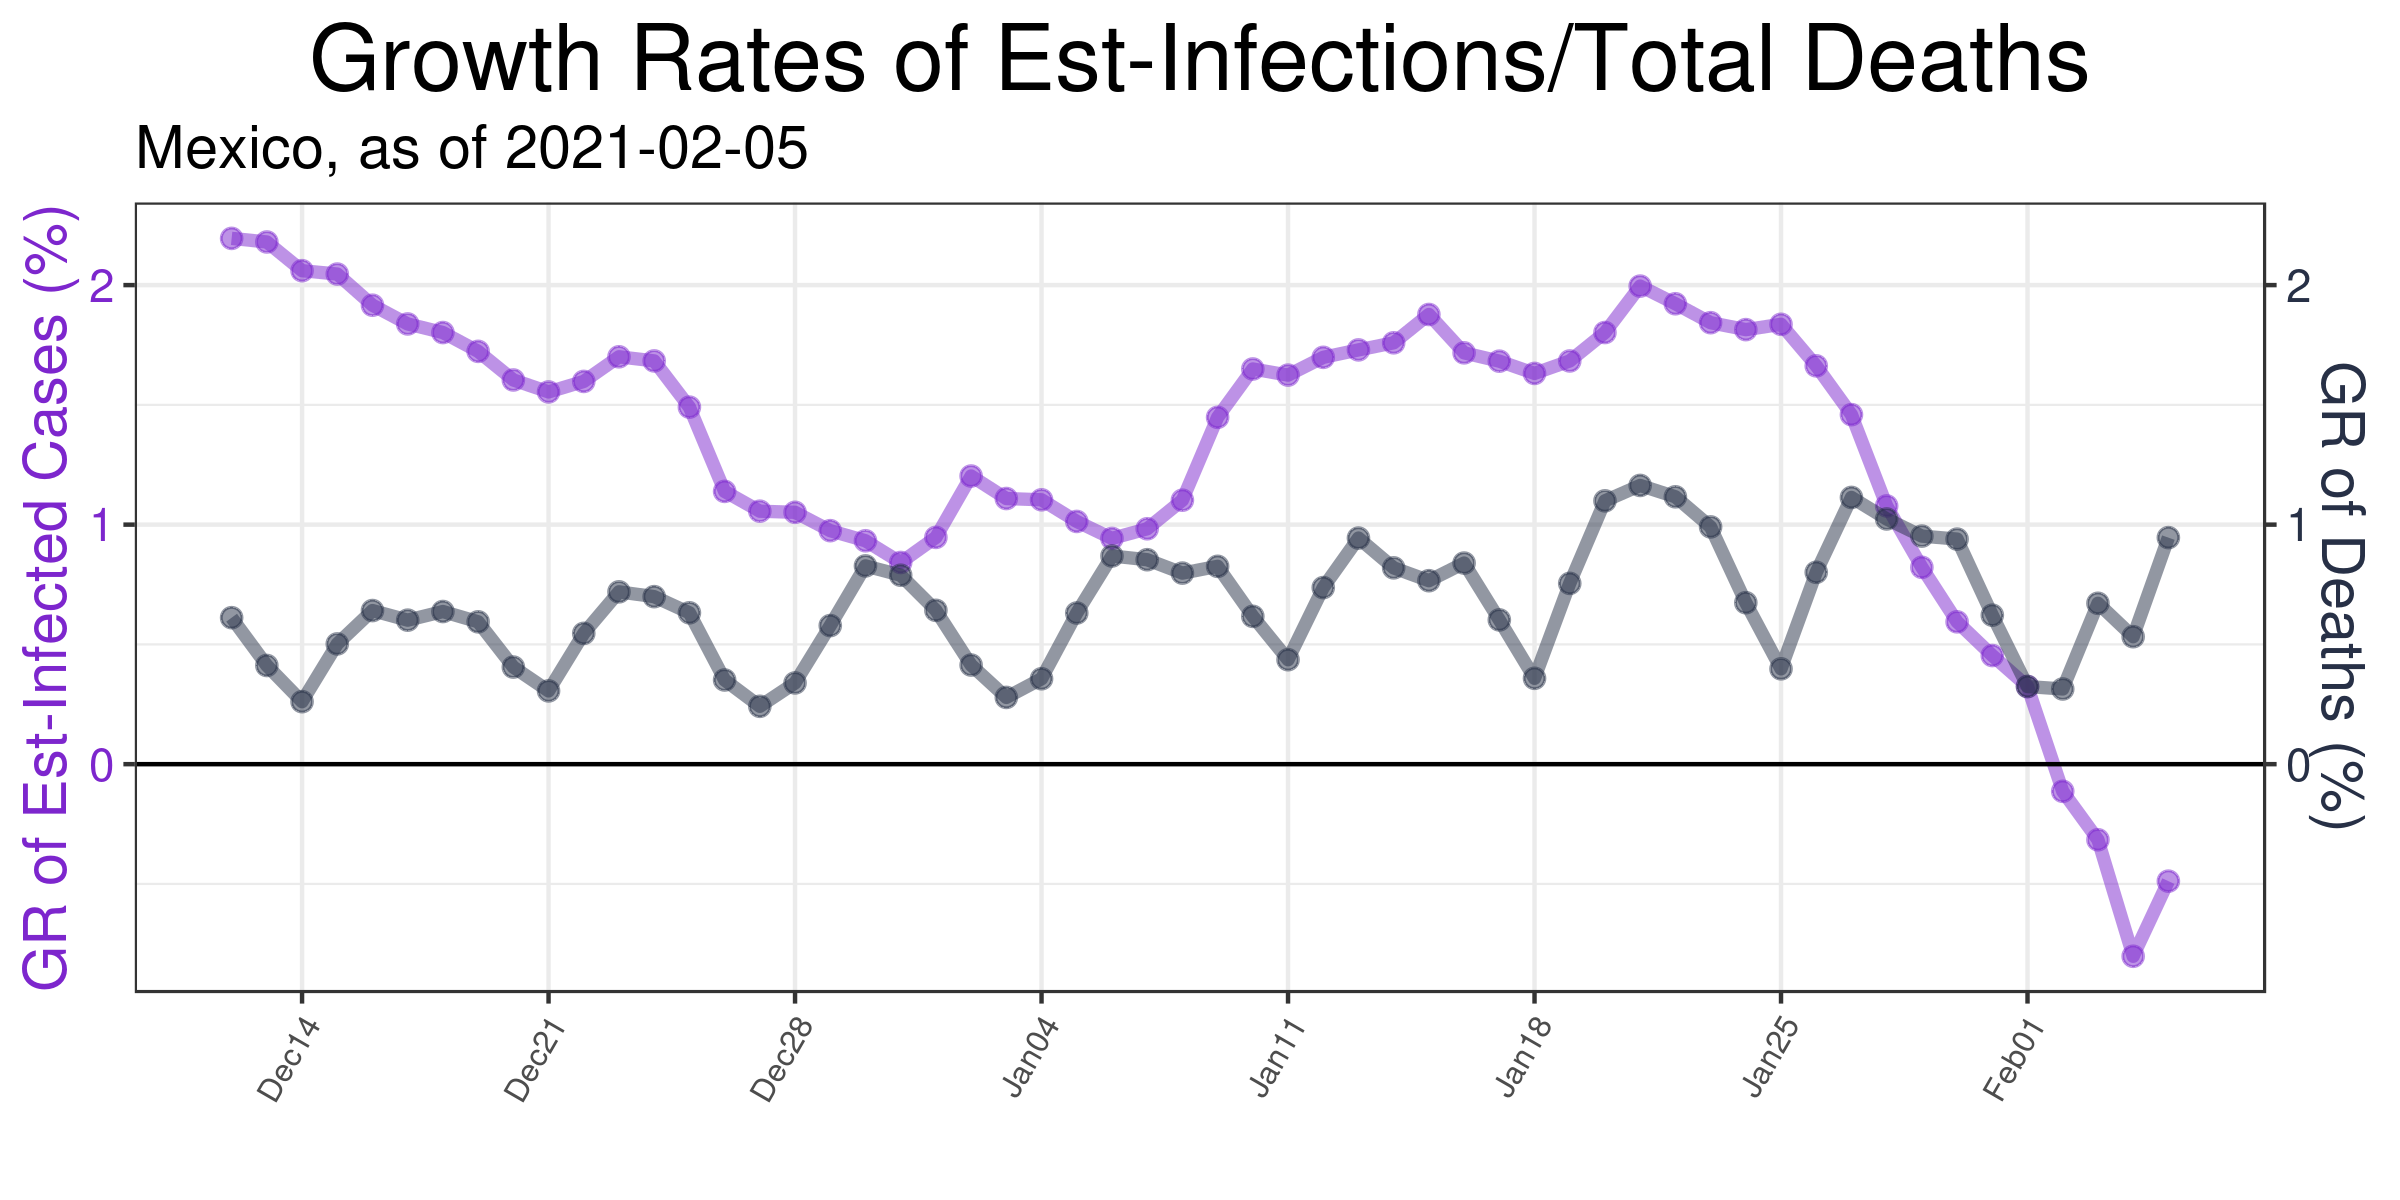 Growth Rates of Est-Infections/Total Deaths
Mexico, as of 2021-02-05
GR of Est-Infected Cases (%)
2
1
0
2
1
0
GR of Deaths (%)
Dec14
Dec21
Dec28
Jan04
Jan11
Jan18
Jan25
Feb01